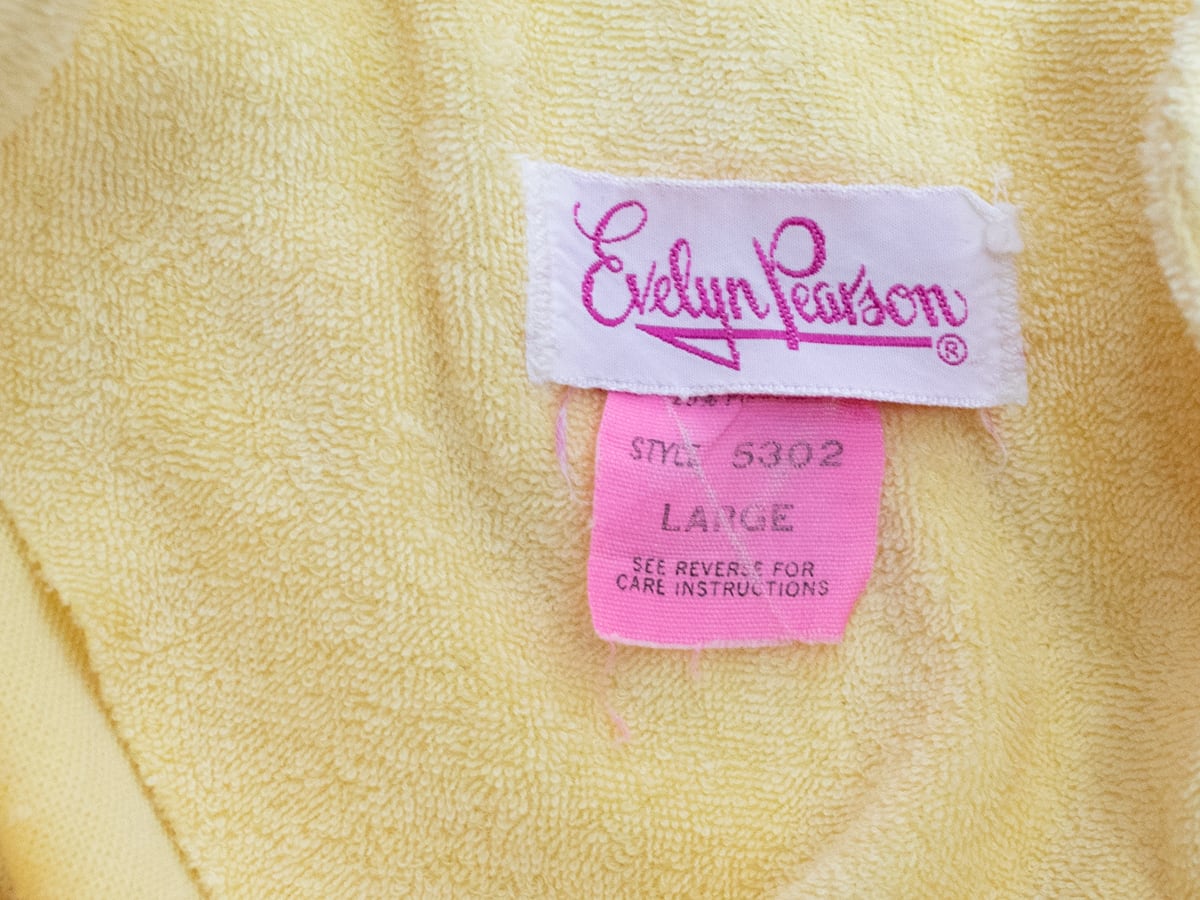 Evelyn Pearson ®
STYLE 5302
LARGE
SEE REVERSE FOR
CARE INSTRUCTIONS